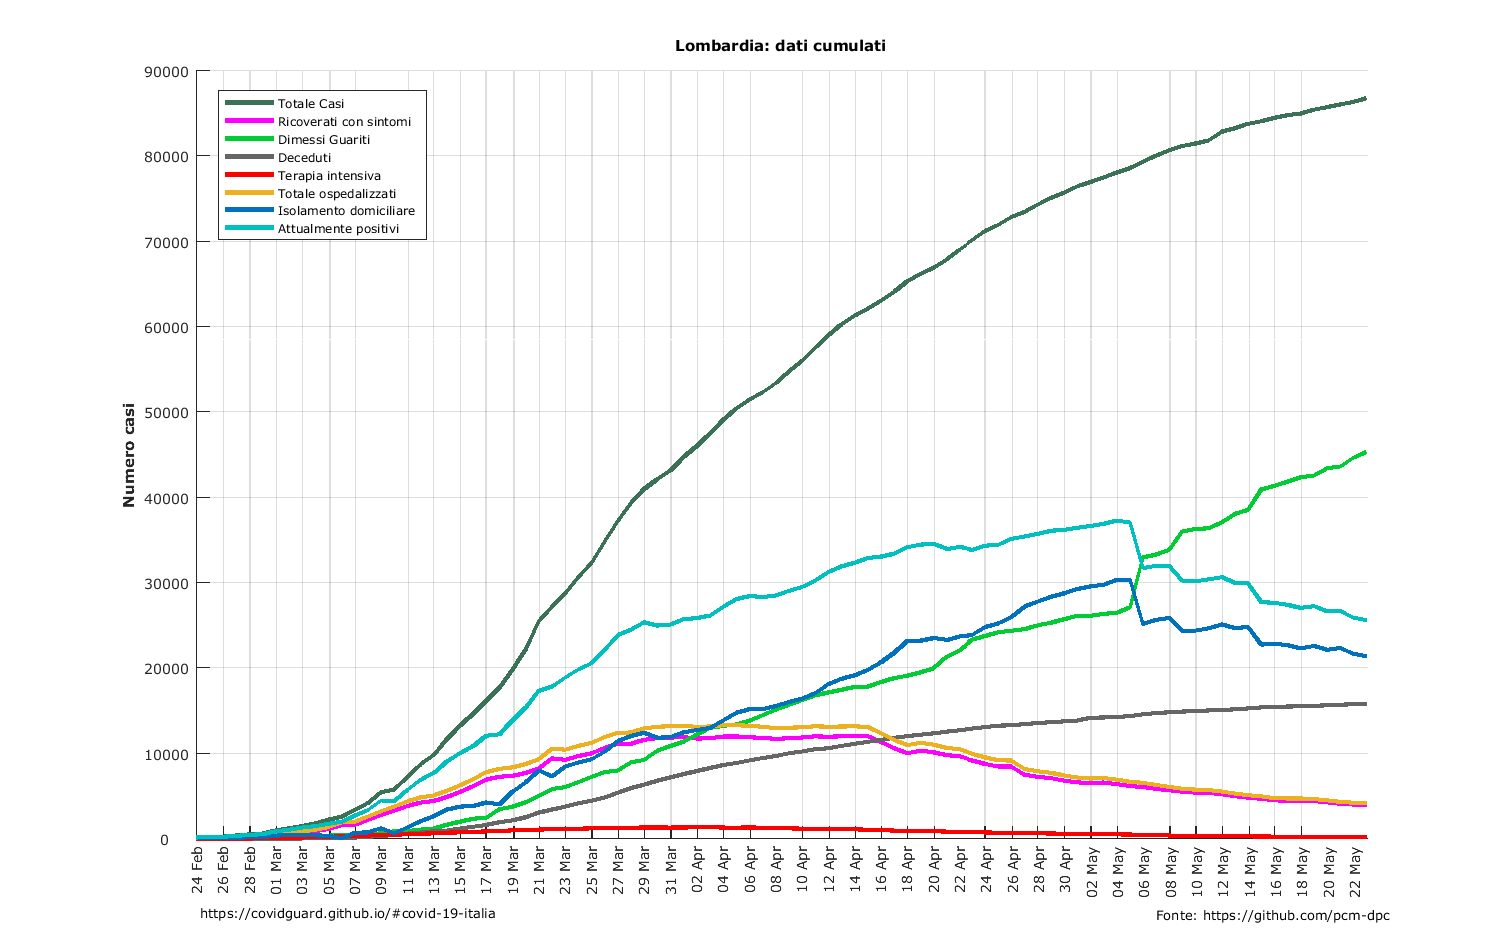 Lombardia: dati cumulati
Numero casi
90000
80000
70000
60000
50000
40000
30000
20000
10000
0
Totale Casi
Ricoverati con sintomi
Dimessi Guariti
Deceduti
Terapia intensiva
Totale ospedalizzati
Isolamento domiciliare
Attualmente positivi
24 Feb
26 Feb
28 Feb
01 Mar
03 Mar
05 Mar
07 Mar
09 Mar
11 Mar
13 Mar
15 Mar
17 Mar
19 Mar
21 Mar
23 Mar
25 Mar
27 Mar
29 Mar
31 Mar
02 Apr
04 Apr
06 Apr
08 Apr
10 Apr
12 Apr
14 Apr
16 Apr
18 Apr
20 Apr
22 Apr
24 Apr
26 Apr
28 Apr
30 Apr
02 May
04 May
06 May
08 May
10 May
12 May
14 May
16 May
18 May
20 May
22 May
https://covidguard.github.io/#covid-19-italia
Fonte: https://github.com/pcm-dpc